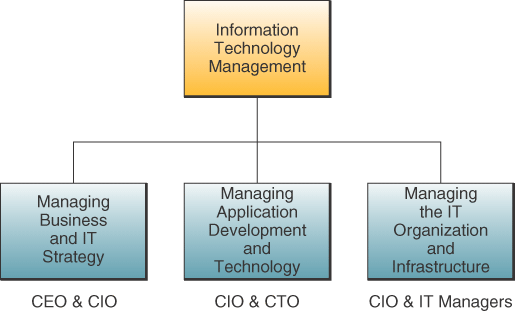 Information
Technology
Management
Managing
Business
and IT
Strategy
Managing
Application
Development
and
Technology
Managing
the IT
Organization
and
Infrastructure
CEO & CIO
CIO & CTO
CIO & IT Managers